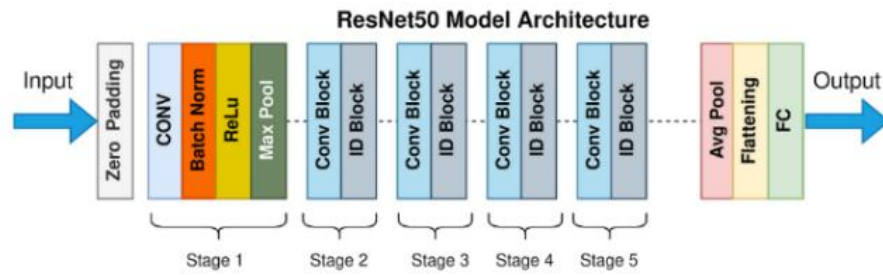 ResNet50 Model Architecture
Input
Zero Padding
CONV
Batch Norm
ReLu
Max Pool
Conv Block
ID Block
Conv Block
ID Block
Conv Block
ID Block
Conv Block
ID Block
Avg Pool
Flattening
FC
Output
Stage 1
Stage 2
Stage 3
Stage 4
Stage 5